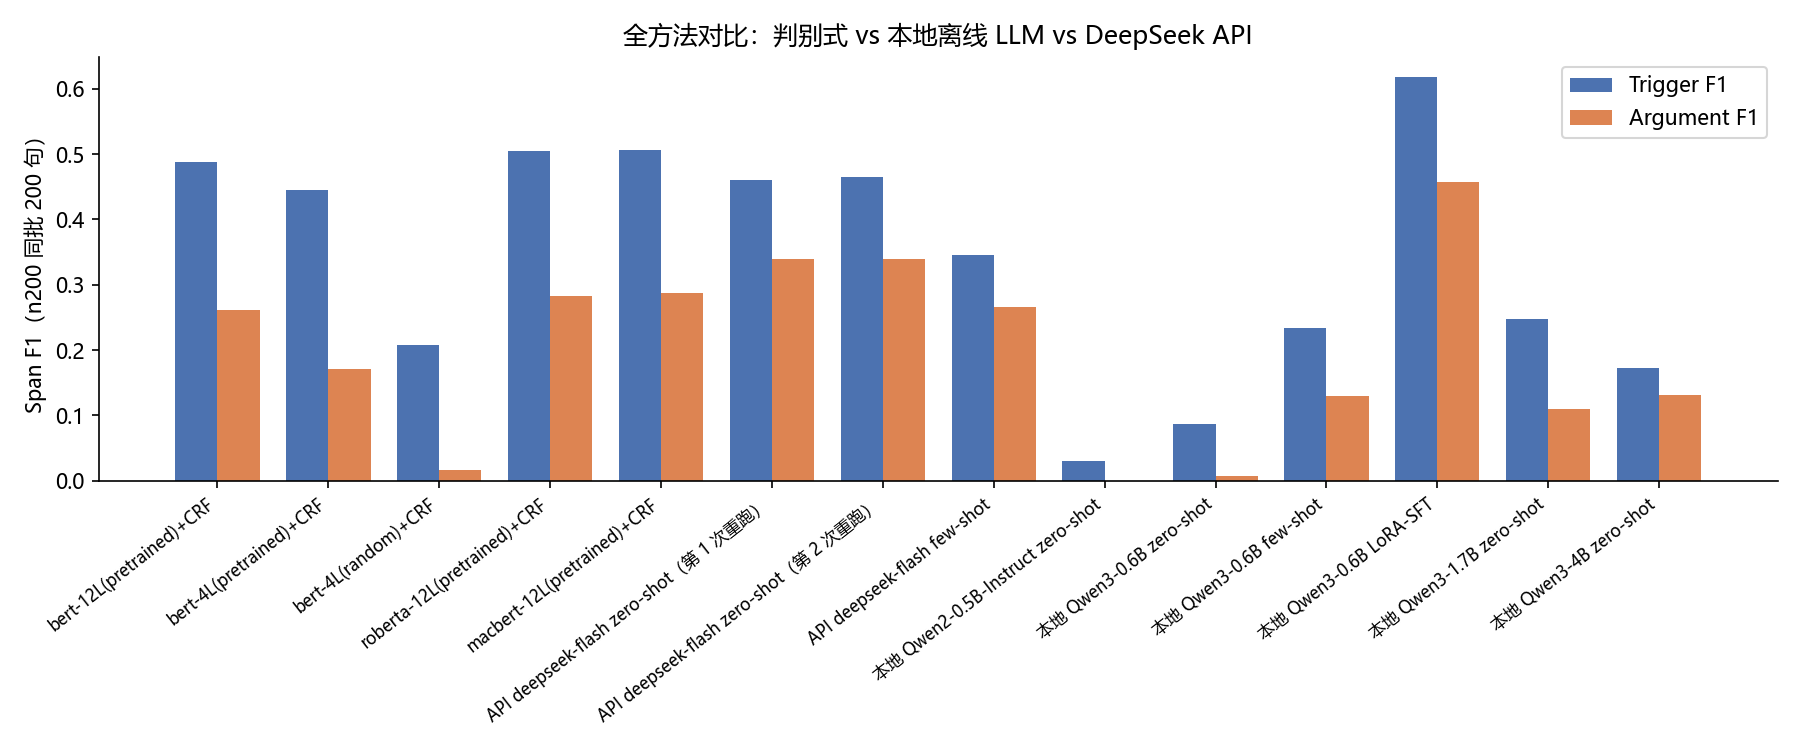 全方法对比：判别式 vs 本地离线 LLM vs DeepSeek API
Trigger F1
Argument F1
Span F1（n200 同批 200 句）
0.6
0.5
0.4
0.3
0.2
0.1
0.0
bert-12L(pretrained)+CRF
bert-4L(pretrained)+CRF
bert-4L(random)+CRF
roberta-12L(pretrained)+CRF
macbert-12L(pretrained)+CRF
API deepseek-flash zero-shot（第 1 次重跑）
API deepseek-flash zero-shot（第 2 次重跑）
API deepseek-flash few-shot
本地 Qwen2-0.5B-Instruct zero-shot
本地 Qwen3-0.6B zero-shot
本地 Qwen3-0.6B few-shot
本地 Qwen3-0.6B LoRA-SFT
本地 Qwen3-1.7B zero-shot
本地 Qwen3-4B zero-shot